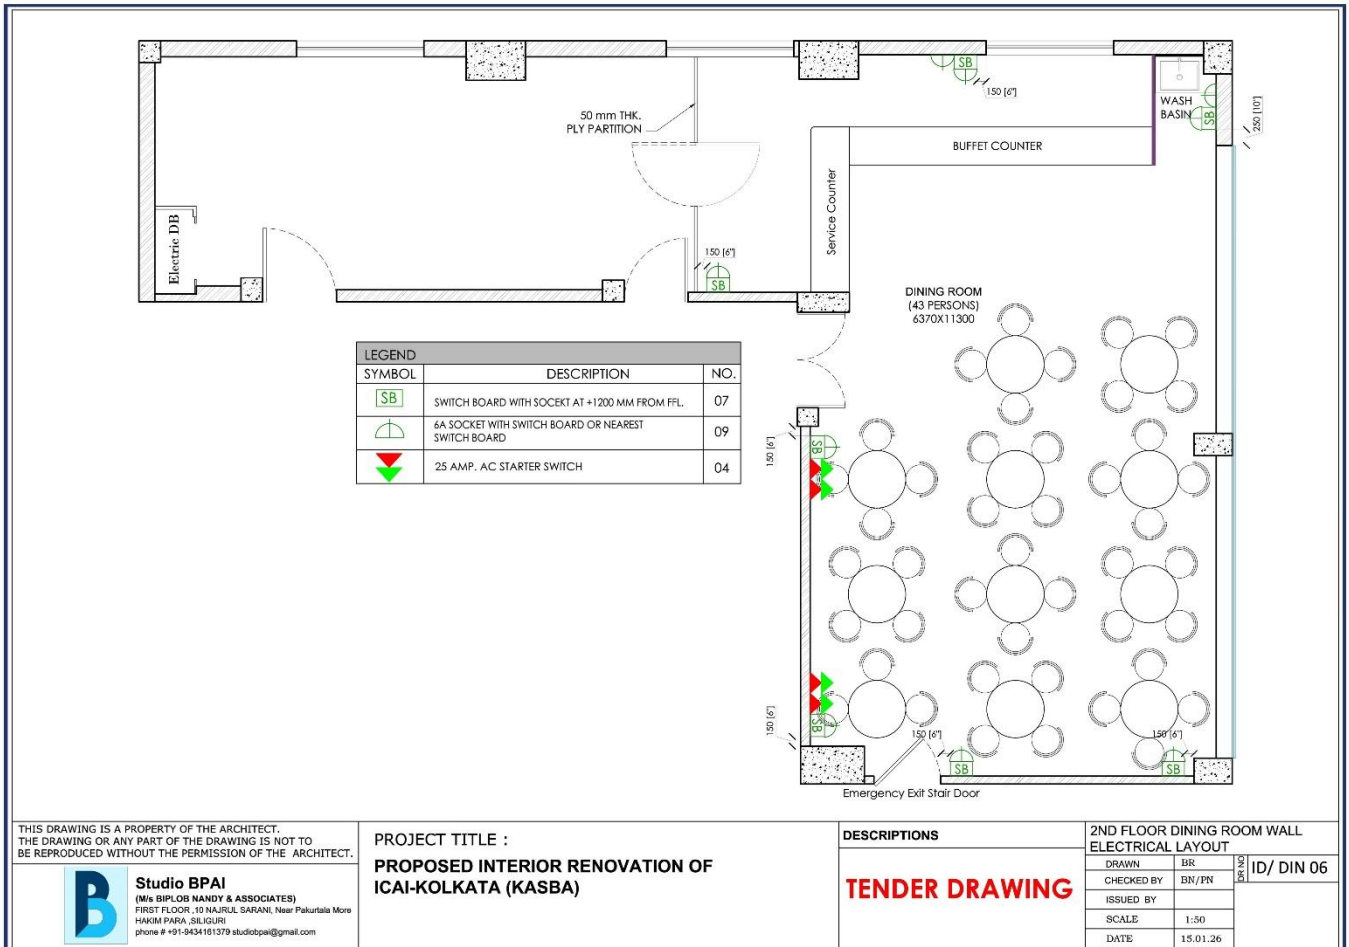 SB
150 [6"]
WASH
BASIN
SB
250 [10"]
50 mm THK.
PLY PARTITION
BUFFET COUNTER
Service Counter
Electric DB
150 [6"]
SB
DINING ROOM
(43 PERSONS)
6370X11300
LEGEND
SYMBOL DESCRIPTION NO.
SB SWITCH BOARD WITH SOCEKT AT +1200 MM FROM FFL. 07
6A SOCKET WITH SWITCH BOARD OR NEAREST
SWITCH BOARD 09
25 AMP. AC STARTER SWITCH 04
150 [6"]
SB
150 [6"]
SB
150 [6"]
SB
150 [6"]
SB
Emergency Exit Stair Door
THIS DRAWING IS A PROPERTY OF THE ARCHITECT.
THE DRAWING OR ANY PART OF THE DRAWING IS NOT TO
BE REPRODUCED WITHOUT THE PERMISSION OF THE ARCHITECT.
Studio BPAI
(M/s BIPLOB NANDY & ASSOCIATES)
FIRST FLOOR ,10 NAJRUL SARANI, Near Pakurtala More
HAKIM PARA ,SILIGURI
phone # +91-9434161379 studiobpai@gmail.com
PROJECT TITLE :
PROPOSED INTERIOR RENOVATION OF
ICAI-KOLKATA (KASBA)
DESCRIPTIONS
TENDER DRAWING
2ND FLOOR DINING ROOM WALL
ELECTRICAL LAYOUT
DRAWN BR
CHECKED BY BN/PN
ISSUED BY
SCALE 1:50
DATE 15.01.26
DR NO
ID/ DIN 06